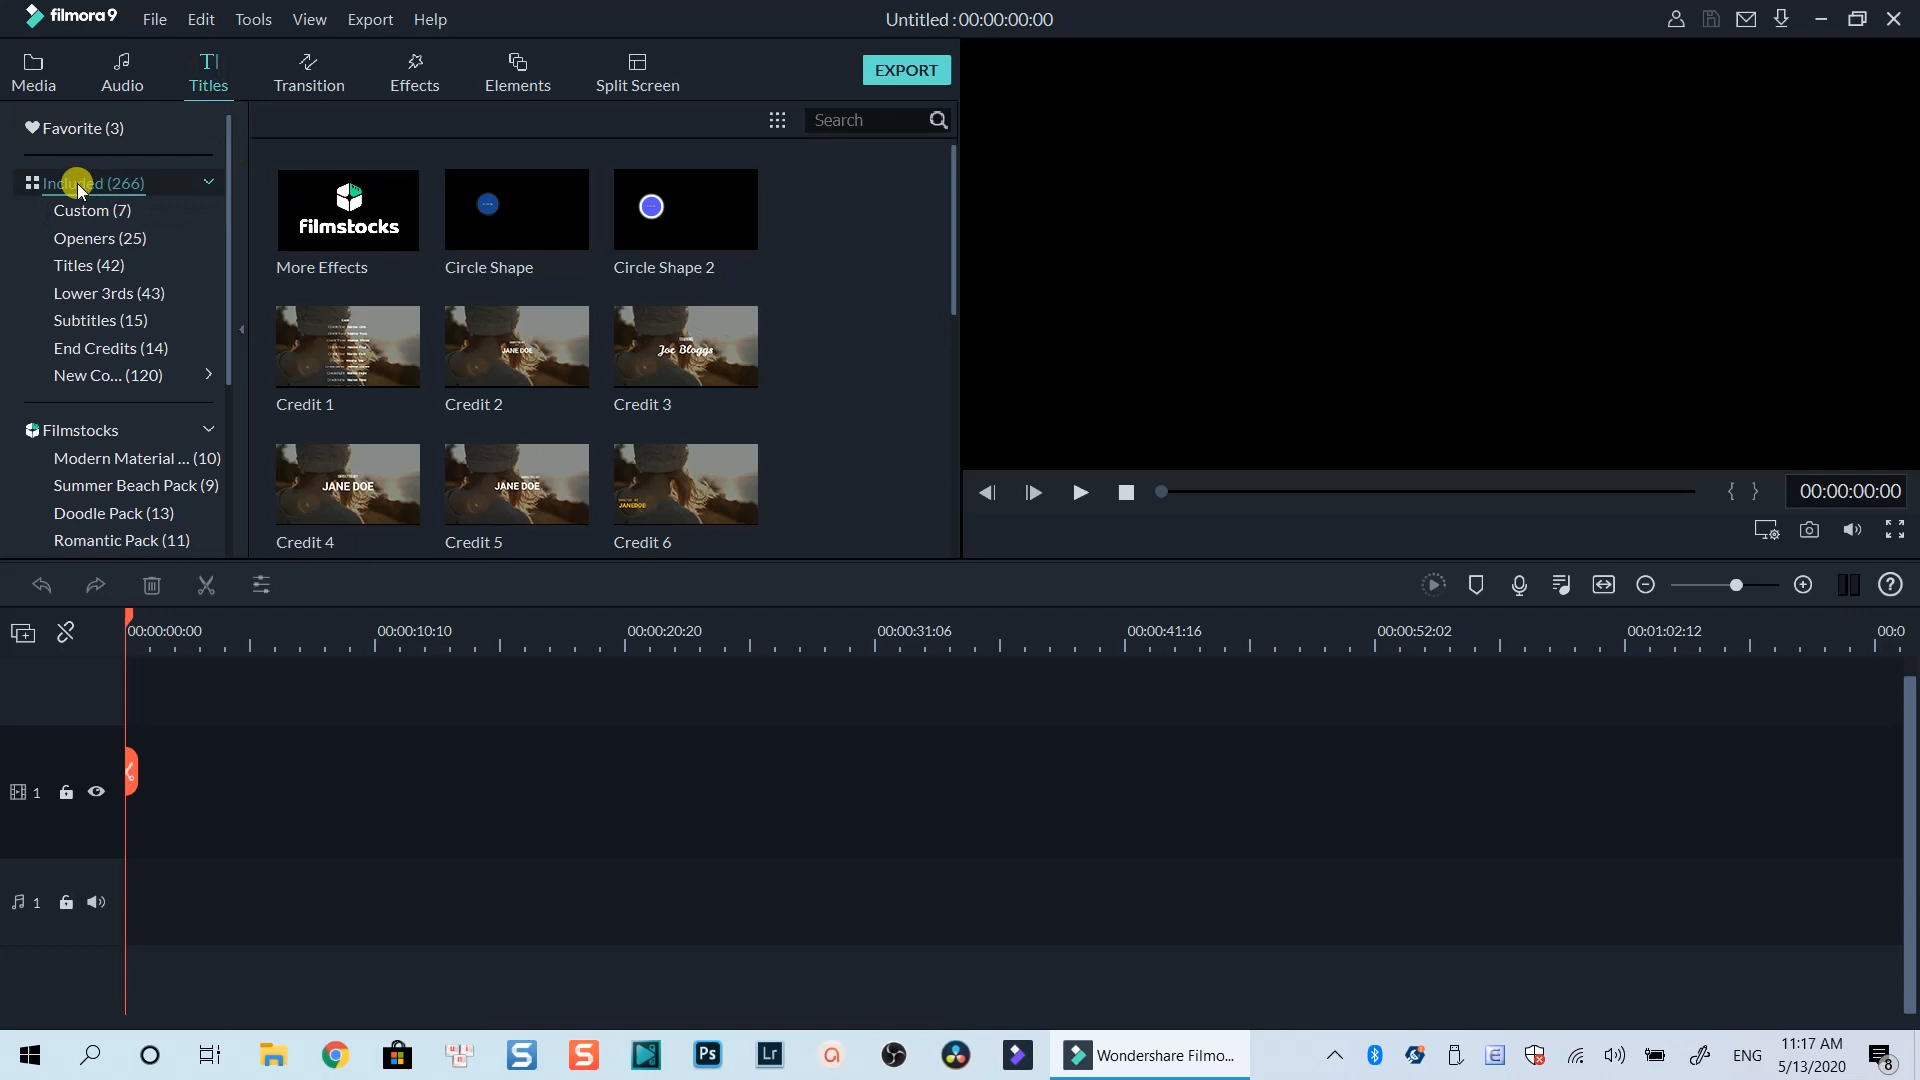 filmora9 File Edit Tools View Export Help Untitled : 00:00:00:00
Media Audio Titles Transition Effects Elements Split Screen EXPORT
Favorite (3)
Included (266)
Custom (7)
Openers (25)
Titles (42)
Lower 3rds (43)
Subtitles (15)
End Credits (14)
New Co... (120)
Filmstocks
Modern Material ... (10)
Summer Beach Pack (9)
Doodle Pack (13)
Romantic Pack (11)
Search
filmstocks
More Effects Circle Shape Circle Shape 2
JANE DOE Joe Bloggs
Credit 1 Credit 2 Credit 3
JANE DOE JANE DOE JANEDOE
Credit 4 Credit 5 Credit 6
00:00:00:00
00:00:00:00 00:00:10:10 00:00:20:20 00:00:31:06 00:00:41:16 00:00:52:02 00:01:02:12 00:0
1
1
Ps Lr Wondershare Filmo... ENG 11:17 AM
5/13/2020 8